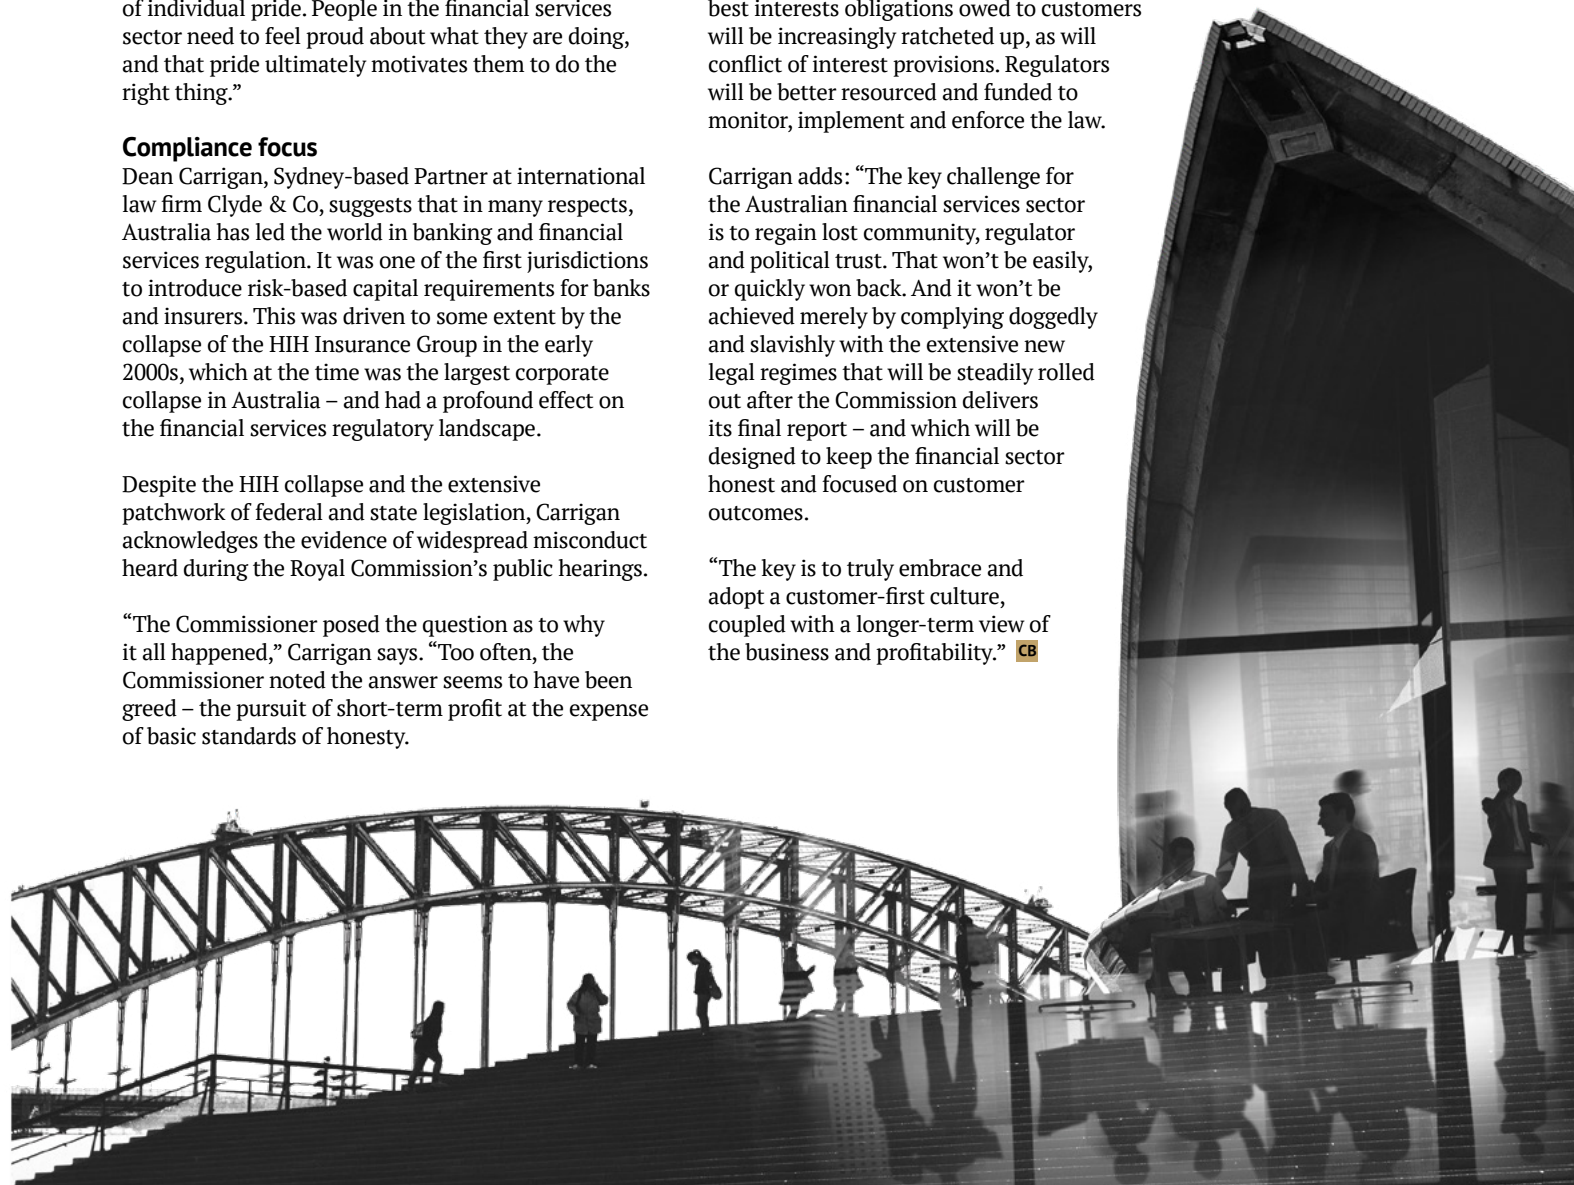 of individual pride. People in the financial services
sector need to feel proud about what they are doing,
and that pride ultimately motivates them to do the
right thing.”
Compliance focus
Dean Carrigan, Sydney-based Partner at international
law firm Clyde & Co, suggests that in many respects,
Australia has led the world in banking and financial
services regulation. It was one of the first jurisdictions
to introduce risk-based capital requirements for banks
and insurers. This was driven to some extent by the
collapse of the HIH Insurance Group in the early
2000s, which at the time was the largest corporate
collapse in Australia – and had a profound effect on
the financial services regulatory landscape.
Despite the HIH collapse and the extensive
patchwork of federal and state legislation, Carrigan
acknowledges the evidence of widespread misconduct
heard during the Royal Commission’s public hearings.
“The Commissioner posed the question as to why
it all happened,” Carrigan says. “Too often, the
Commissioner noted the answer seems to have been
greed – the pursuit of short-term profit at the expense
of basic standards of honesty.
best interests obligations owed to customers
will be increasingly ratcheted up, as will
conflict of interest provisions. Regulators
will be better resourced and funded to
monitor, implement and enforce the law.
Carrigan adds: “The key challenge for
the Australian financial services sector
is to regain lost community, regulator
and political trust. That won’t be easily,
or quickly won back. And it won’t be
achieved merely by complying doggedly
and slavishly with the extensive new
legal regimes that will be steadily rolled
out after the Commission delivers
its final report – and which will be
designed to keep the financial sector
honest and focused on customer
outcomes.
“The key is to truly embrace and
adopt a customer-first culture,
coupled with a longer-term view of
the business and profitability.” CB